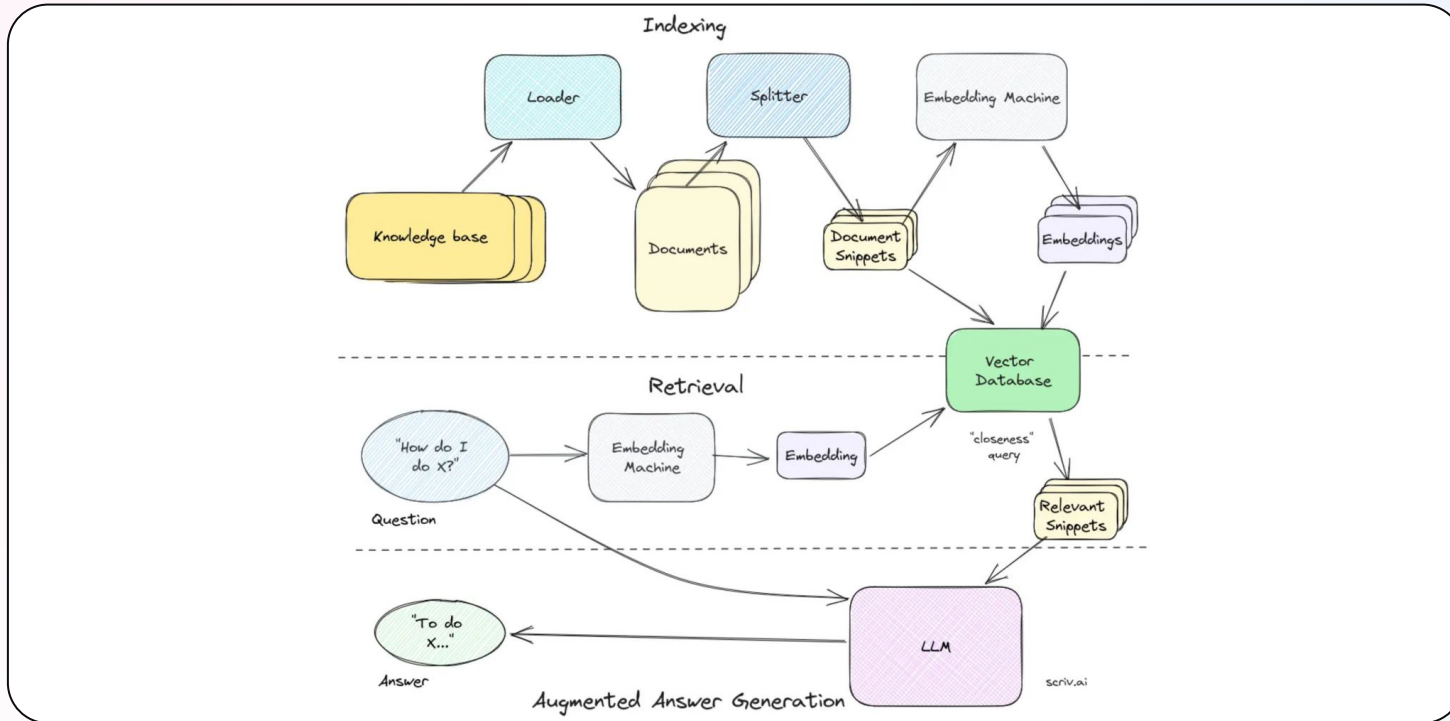 Indexing
Loader
Splitter
Embedding Machine
Knowledge base
Documents
Document
Snippets
Embeddings
Vector
Database
Retrieval
"How do I
do X?"
Question
Embedding
Machine
Embedding
"closeness"
query
Relevant
Snippets
"To do
X..."
Answer
LLM
scriv.ai
Augmented Answer Generation